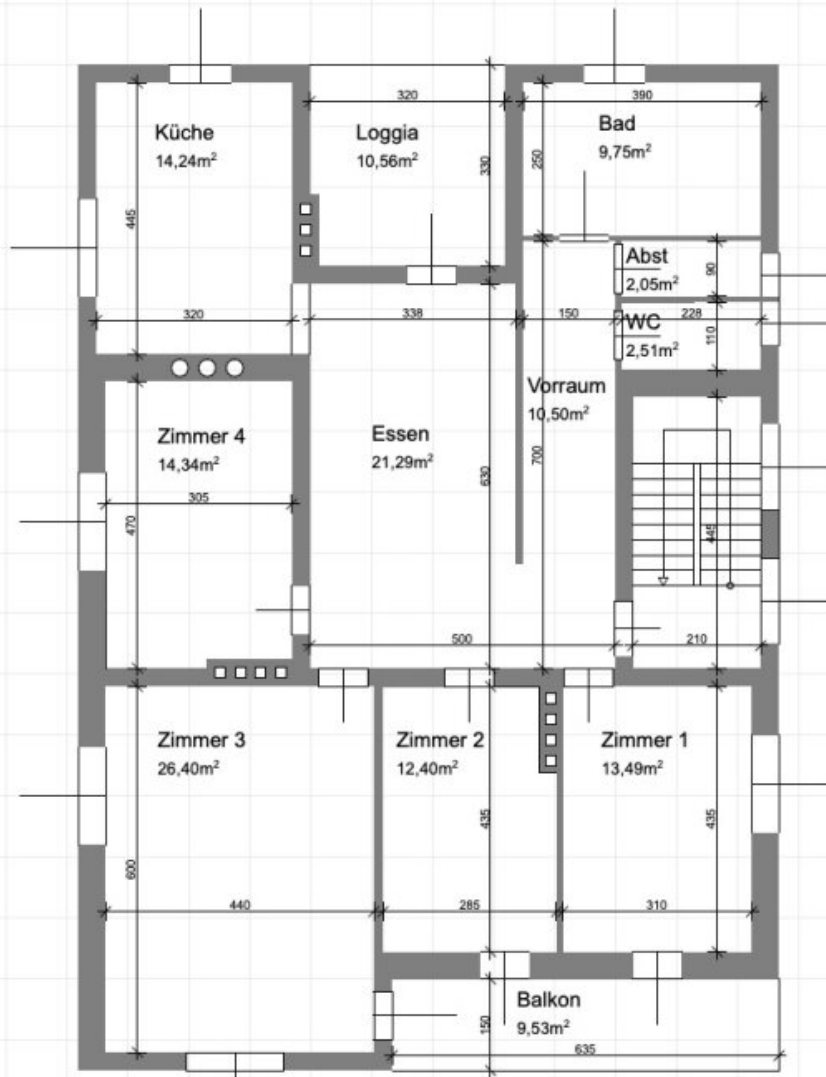 320
390
Küche
14,24m²
Loggia
10,56m²
Bad
9,75m²
250
330
445
Abst
2,05m²
90
320
338
150
228
WC
2,51m²
110
Vorraum
10,50m²
Zimmer 4
14,34m²
Essen
21,29m²
700
630
305
470
445
500
210
Zimmer 3
26,40m²
Zimmer 2
12,40m²
Zimmer 1
13,49m²
435
435
600
440
285
310
Balkon
9,53m²
150
635